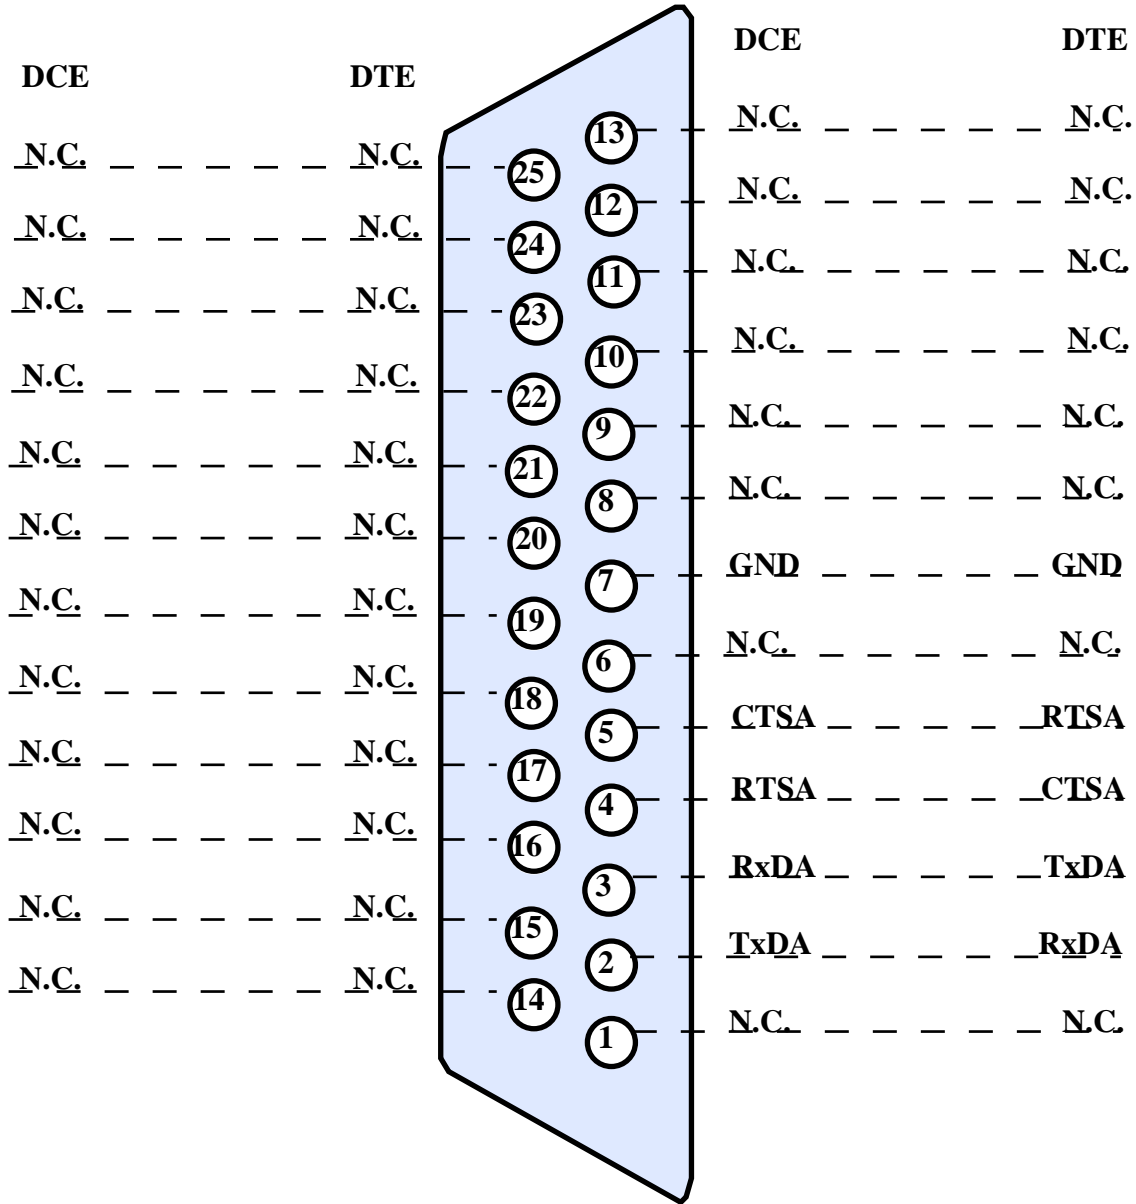 DCE DTE
DCE DTE
13 N.C. N.C.
N.C. N.C. 25
12 N.C. N.C.
N.C. N.C. 24
11 N.C. N.C.
N.C. N.C. 23
10 N.C. N.C.
N.C. N.C. 22
9 N.C. N.C.
N.C. N.C. 21
8 N.C. N.C.
N.C. N.C. 20
7 GND GND
N.C. N.C. 19
6 N.C. N.C.
N.C. N.C. 18
5 CTSA RTSA
N.C. N.C. 17
4 RTSA CTSA
N.C. N.C. 16
3 RxDA TxDA
N.C. N.C. 15
2 TxDA RxDA
N.C. N.C. 14
1 N.C. N.C.